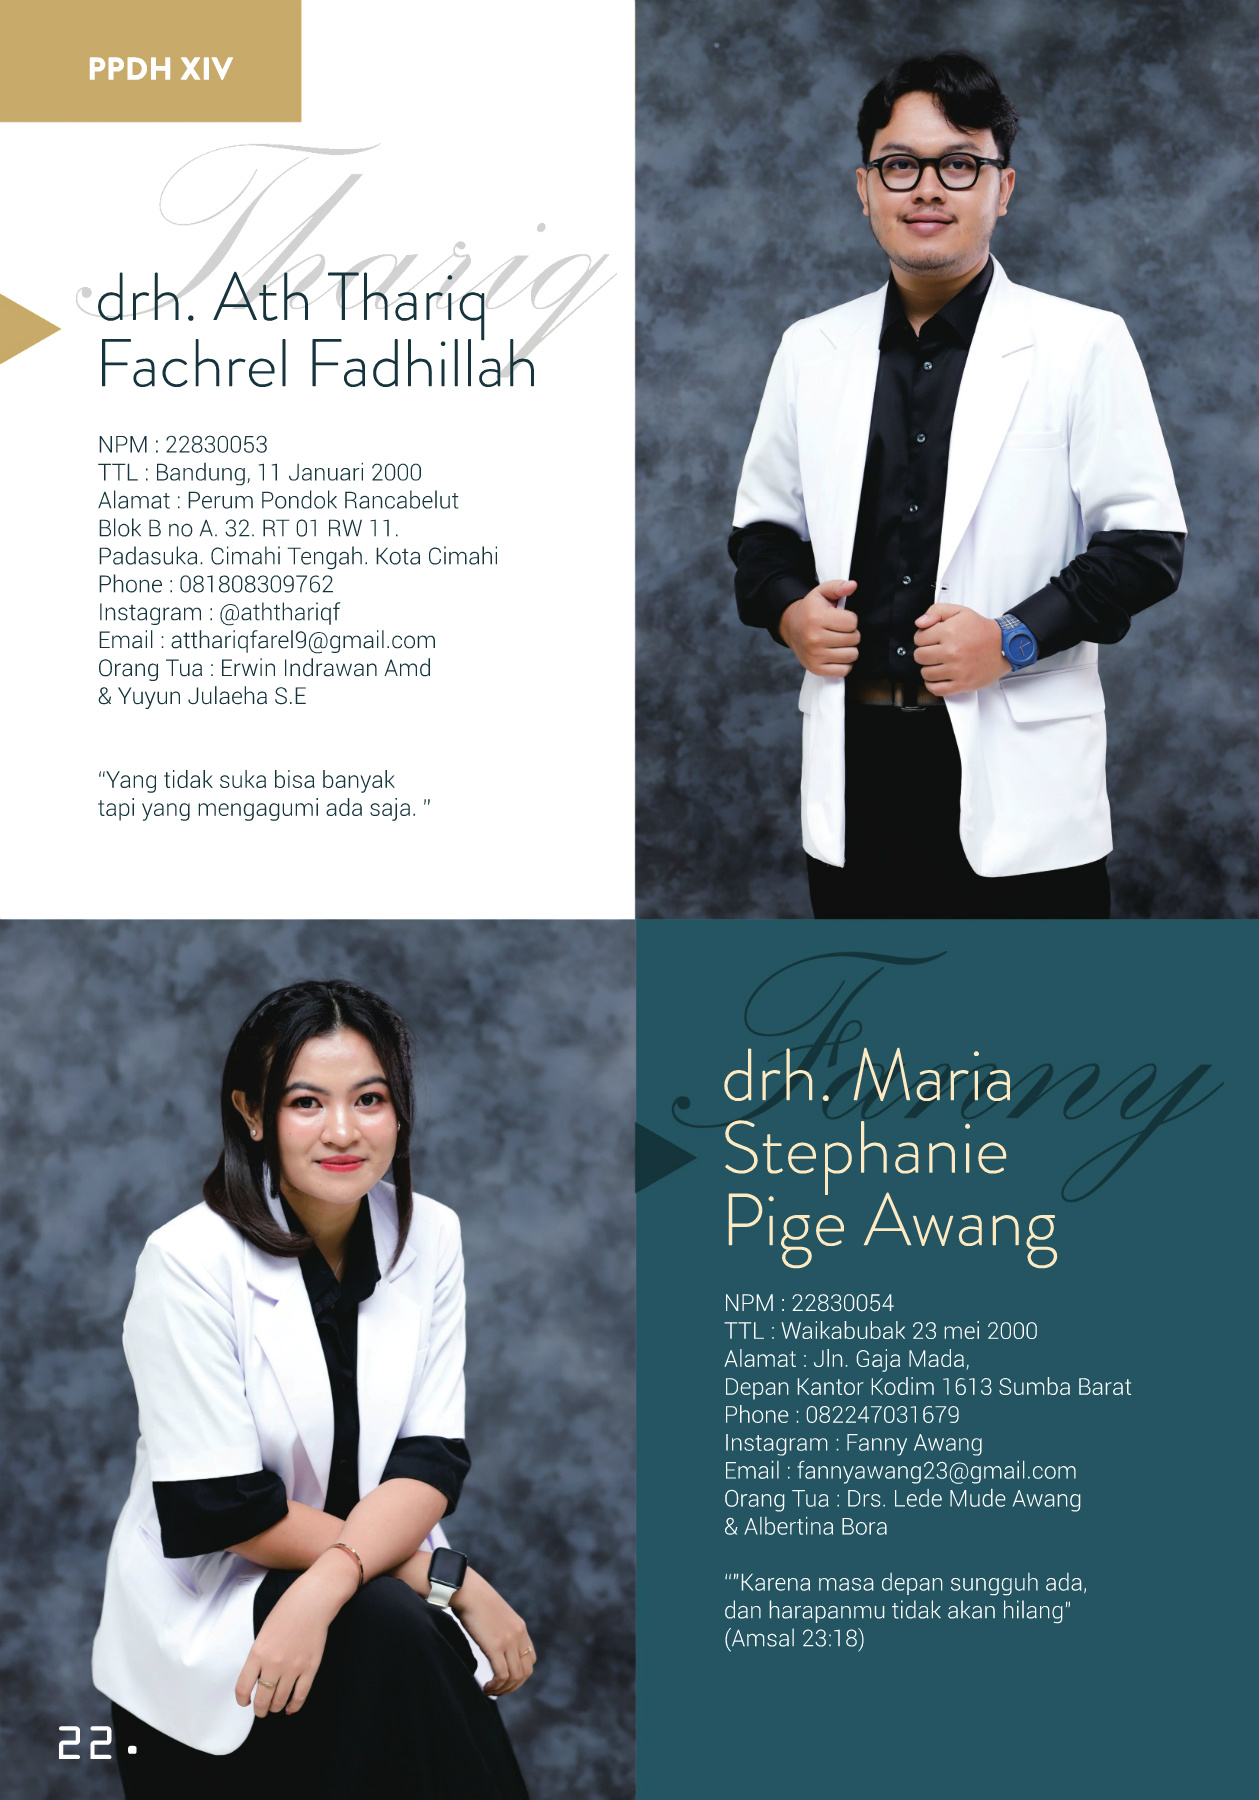 PPDH XIV
Thariq
drh. Ath Thariq
Fachrel Fadhillah
NPM : 22830053
TTL : Bandung, 11 Januari 2000
Alamat : Perum Pondok Rancabelut
Blok B no A. 32. RT 01 RW 11.
Padasuka. Cimahi Tengah. Kota Cimahi
Phone : 081808309762
Instagram : @aththariqf
Email : atthariqfarel9@gmail.com
Orang Tua : Erwin Indrawan Amd
& Yuyun Julaeha S.E
“Yang tidak suka bisa banyak
tapi yang mengagumi ada saja. ”
Fanny
drh. Maria
Stephanie
Pige Awang
NPM : 22830054
TTL : Waikabubak 23 mei 2000
Alamat : Jln. Gaja Mada,
Depan Kantor Kodim 1613 Sumba Barat
Phone : 082247031679
Instagram : Fanny Awang
Email : fannyawang23@gmail.com
Orang Tua : Drs. Lede Mude Awang
& Albertina Bora
“"Karena masa depan sungguh ada,
dan harapanmu tidak akan hilang"
(Amsal 23:18)
22.